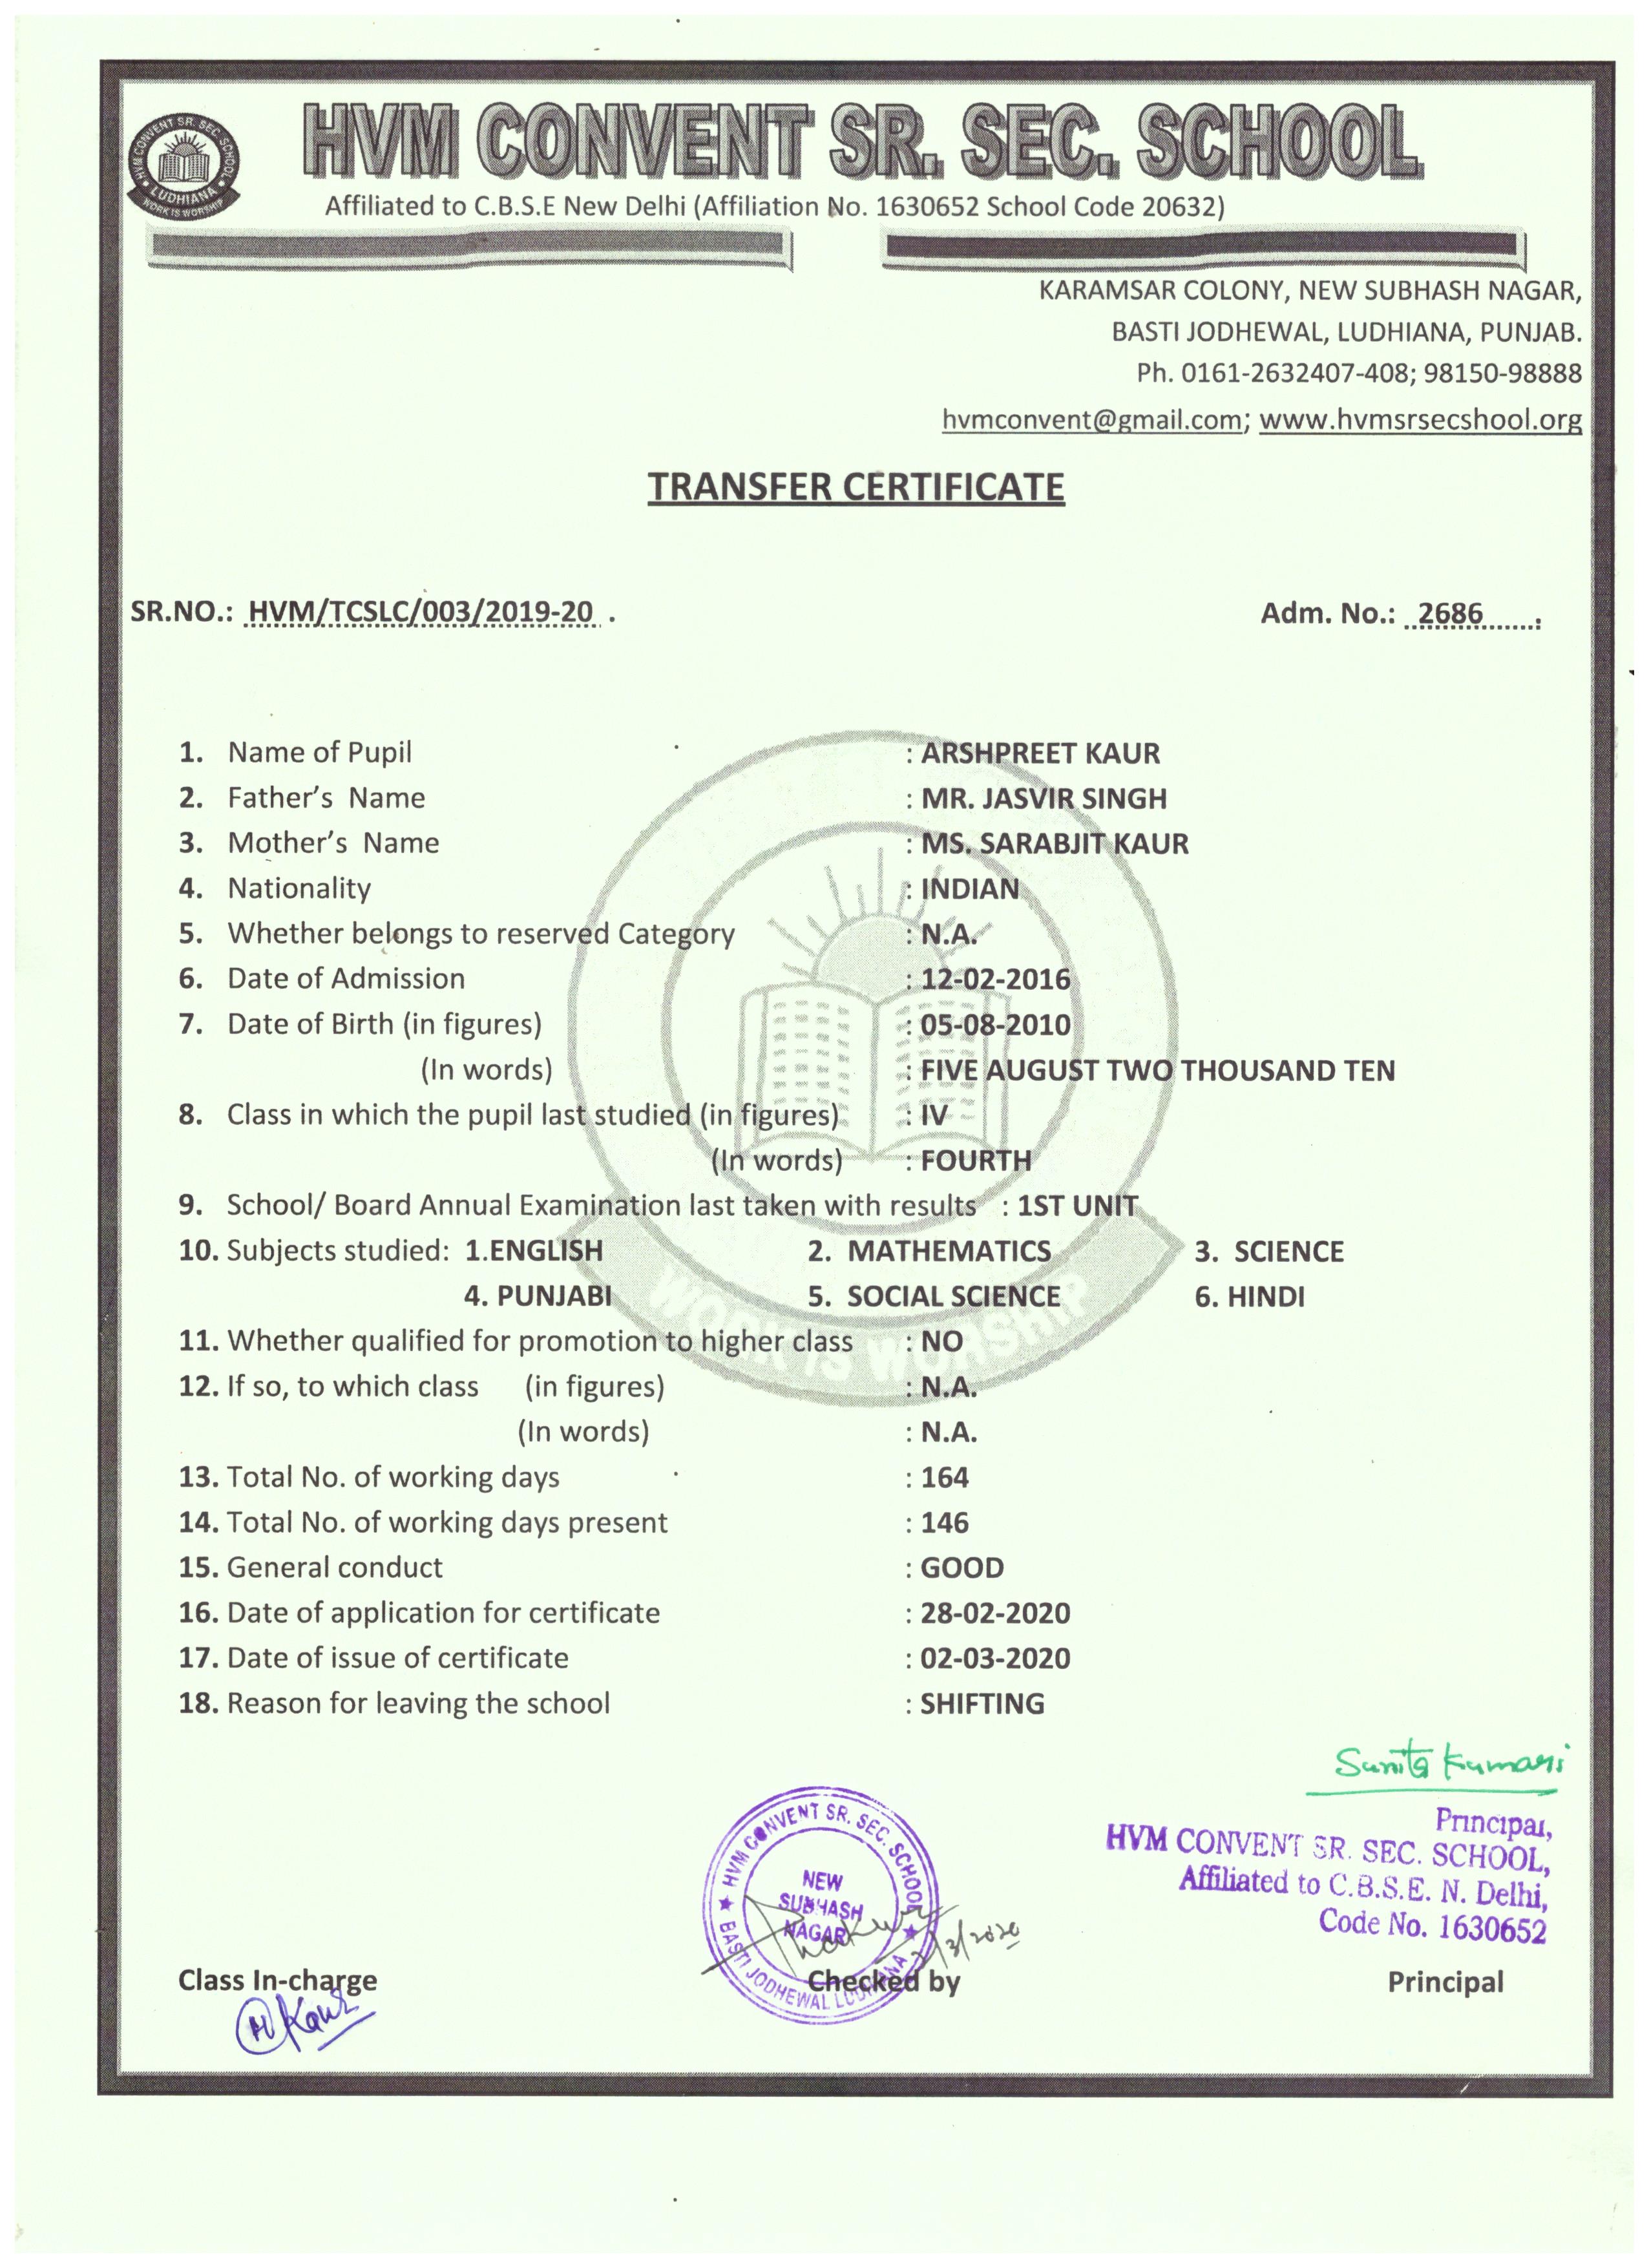 HVM CONVENT SR. SEC. SCHOOL
LUDHIANA
WORK IS WORSHIP
HVM CONVENT SR. SEC. SCHOOL
Affiliated to C.B.S.E New Delhi (Affiliation No. 1630652 School Code 20632)
KARAMSAR COLONY, NEW SUBHASH NAGAR,
BASTI JODHEWAL, LUDHIANA, PUNJAB.
Ph. 0161-2632407-408; 98150-98888
hvmconvent@gmail.com; www.hvmsrsecshool.org
TRANSFER CERTIFICATE
SR.NO.: HVM/TCSLC/003/2019-20 . Adm. No.: 2686
1. Name of Pupil : ARSHPREET KAUR
2. Father's Name : MR. JASVIR SINGH
3. Mother's Name : MS. SARABJIT KAUR
4. Nationality : INDIAN
5. Whether belongs to reserved Category : N.A.
6. Date of Admission : 12-02-2016
7. Date of Birth (in figures) : 05-08-2010
(In words) : FIVE AUGUST TWO THOUSAND TEN
8. Class in which the pupil last studied (in figures) : IV
(In words) : FOURTH
9. School/ Board Annual Examination last taken with results : 1ST UNIT
10. Subjects studied: 1.ENGLISH 2. MATHEMATICS 3. SCIENCE
4. PUNJABI 5. SOCIAL SCIENCE 6. HINDI
11. Whether qualified for promotion to higher class : NO
12. If so, to which class (in figures) : N.A.
(In words) : N.A.
13. Total No. of working days : 164
14. Total No. of working days present : 146
15. General conduct : GOOD
16. Date of application for certificate : 28-02-2020
17. Date of issue of certificate : 02-03-2020
18. Reason for leaving the school : SHIFTING
WORK IS WORSHIP
Sunita Kumari
Principal,
HVM CONVENT SR. SEC. SCHOOL,
Affiliated to C.B.S.E. N. Delhi,
Code No. 1630652
HVM CONVENT SR. SEC. SCHOOL
NEW
SUBHASH
NAGAR
BASTI JODHEWAL LUDHIANA
2/3/2020
Class In-charge Checked by Principal
Kaur